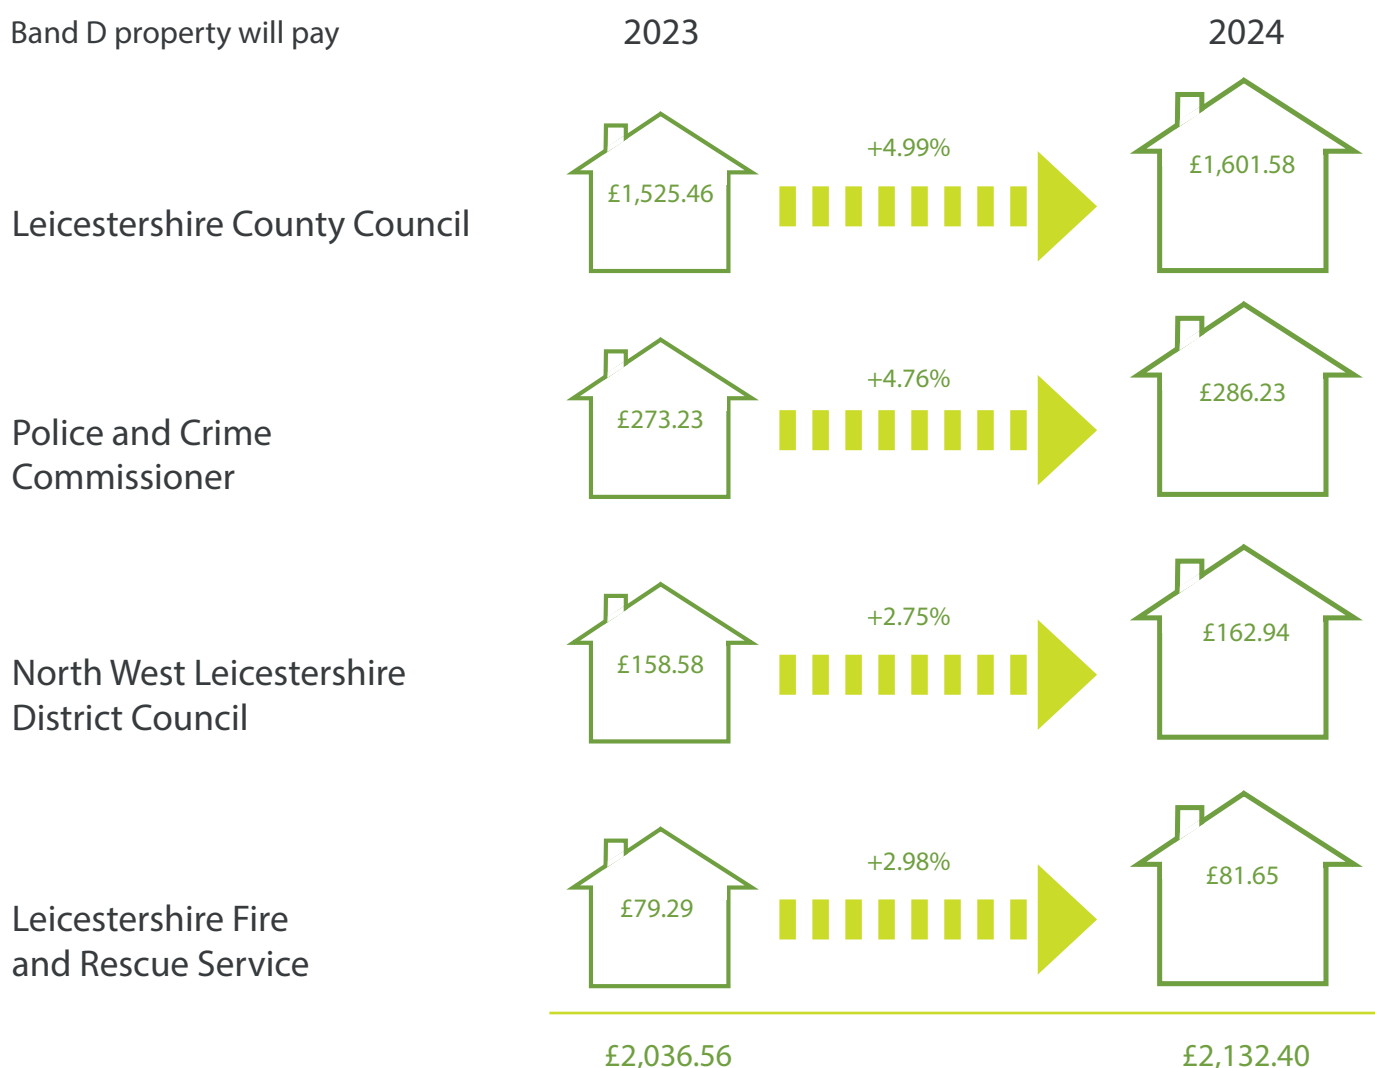 Band D property will pay 2023 2024
+4.99%
£1,525.46 £1,601.58
Leicestershire County Council
+4.76%
£273.23 £286.23
Police and Crime
Commissioner
+2.75%
£158.58 £162.94
North West Leicestershire
District Council
+2.98%
£79.29 £81.65
Leicestershire Fire
and Rescue Service
£2,036.56 £2,132.40